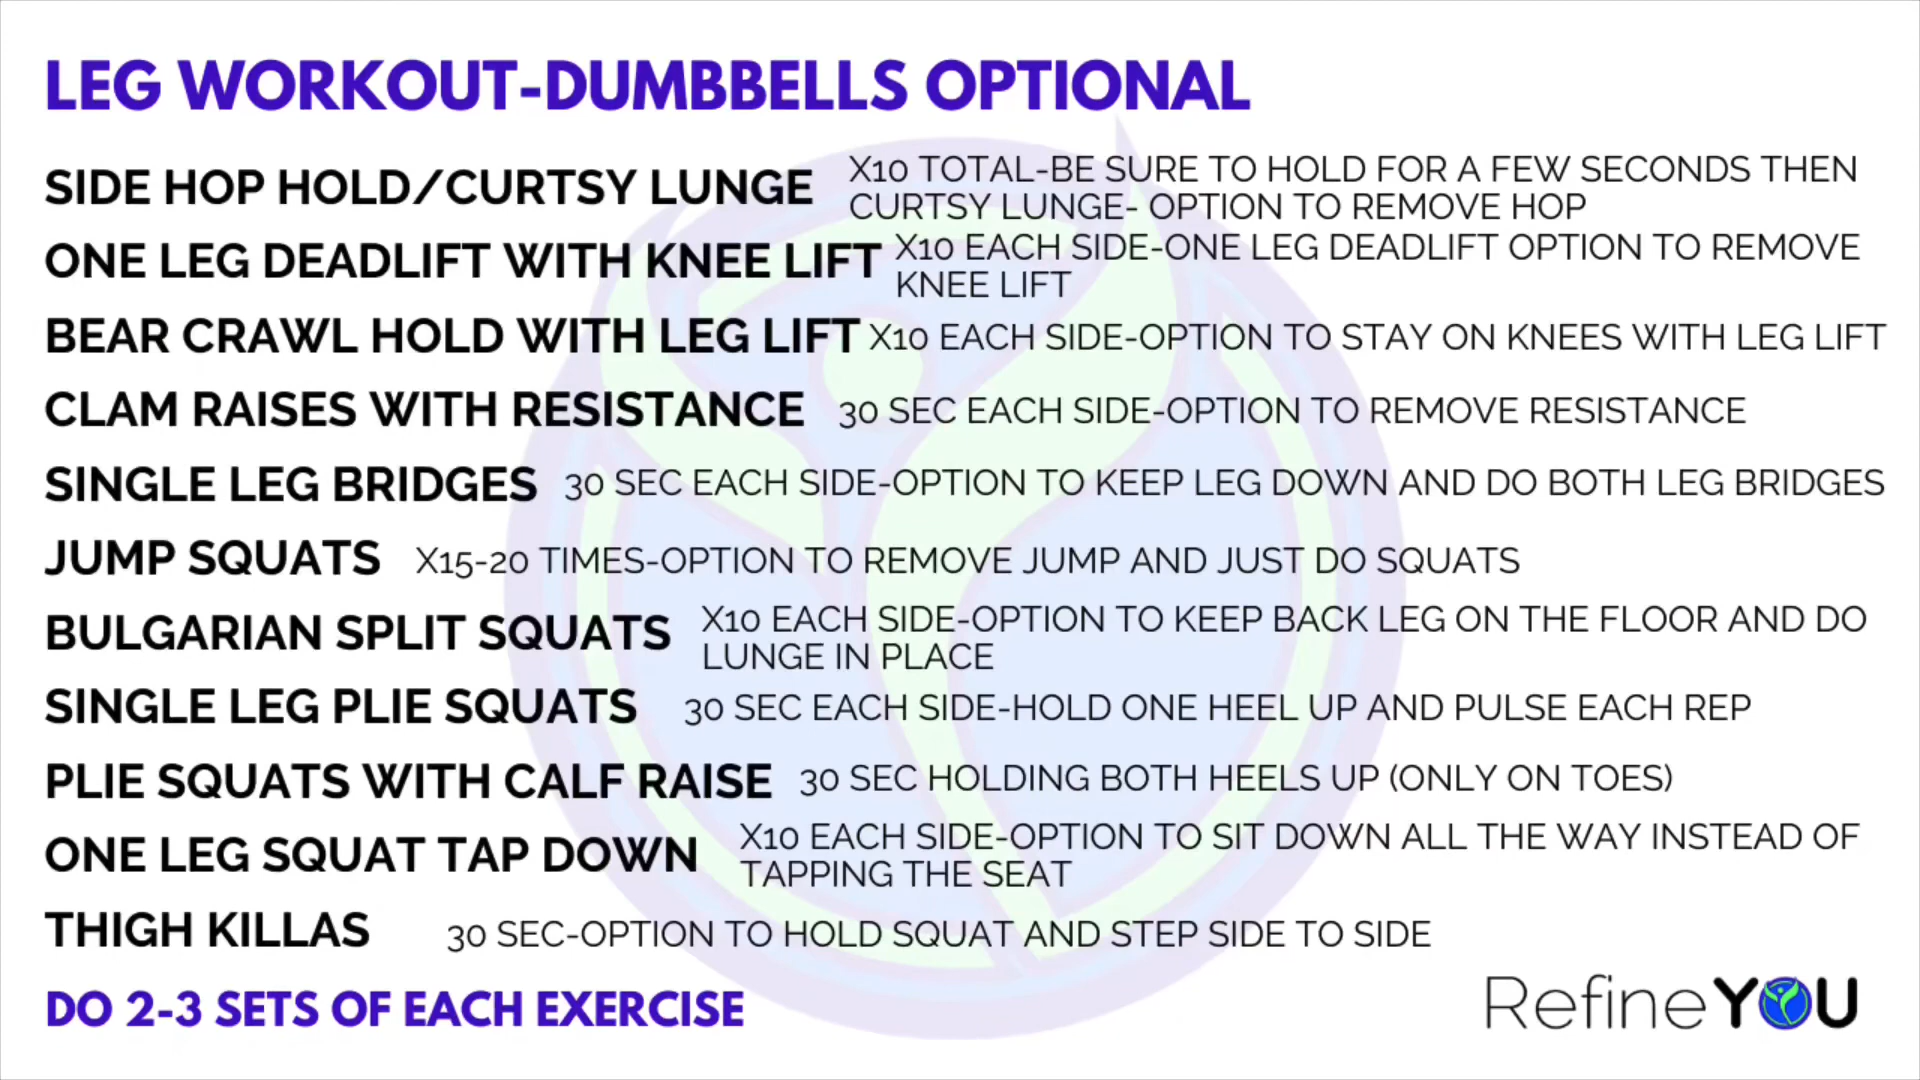 LEG WORKOUT-DUMBBELLS OPTIONAL
SIDE HOP HOLD/CURTSY LUNGE
X10 TOTAL-BE SURE TO HOLD FOR A FEW SECONDS THEN
CURTSY LUNGE- OPTION TO REMOVE HOP
ONE LEG DEADLIFT WITH KNEE LIFT
X10 EACH SIDE-ONE LEG DEADLIFT OPTION TO REMOVE
KNEE LIFT
BEAR CRAWL HOLD WITH LEG LIFT X10 EACH SIDE-OPTION TO STAY ON KNEES WITH LEG LIFT
CLAM RAISES WITH RESISTANCE 30 SEC EACH SIDE-OPTION TO REMOVE RESISTANCE
SINGLE LEG BRIDGES 30 SEC EACH SIDE-OPTION TO KEEP LEG DOWN AND DO BOTH LEG BRIDGES
JUMP SQUATS X15-20 TIMES-OPTION TO REMOVE JUMP AND JUST DO SQUATS
BULGARIAN SPLIT SQUATS
X10 EACH SIDE-OPTION TO KEEP BACK LEG ON THE FLOOR AND DO
LUNGE IN PLACE
SINGLE LEG PLIE SQUATS 30 SEC EACH SIDE-HOLD ONE HEEL UP AND PULSE EACH REP
PLIE SQUATS WITH CALF RAISE 30 SEC HOLDING BOTH HEELS UP (ONLY ON TOES)
ONE LEG SQUAT TAP DOWN
X10 EACH SIDE-OPTION TO SIT DOWN ALL THE WAY INSTEAD OF
TAPPING THE SEAT
THIGH KILLAS 30 SEC-OPTION TO HOLD SQUAT AND STEP SIDE TO SIDE
DO 2-3 SETS OF EACH EXERCISE
RefineYOU